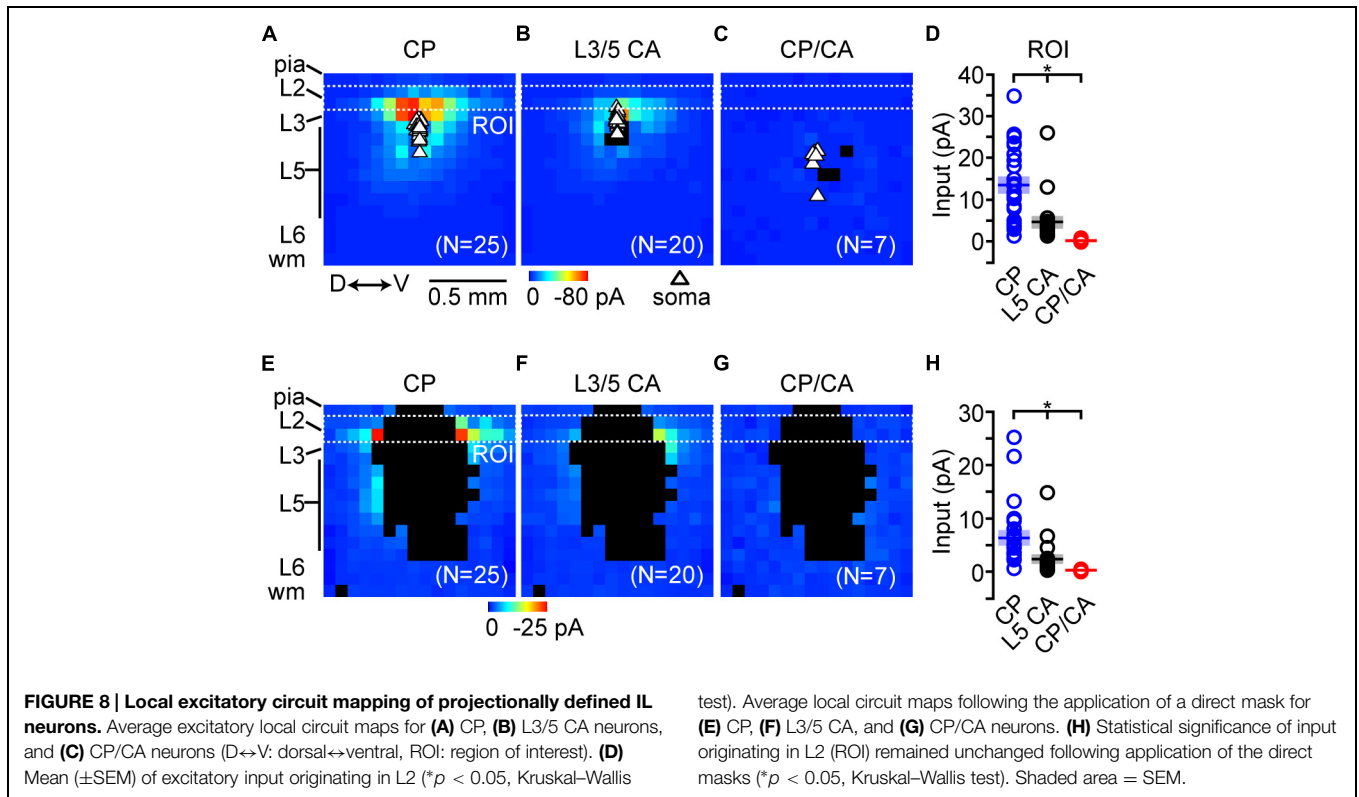 A
CP
pia
L2
L3
L5
L6
wm
ROI
(N=25)
D↔V
0.5 mm
B
L3/5 CA
(N=20)
0 -80 pA
soma
C
CP/CA
(N=7)
D
ROI
*
Input (pA)
40
30
20
10
0
CP
L5 CA
CP/CA
E
CP
pia
L2
L3
L5
L6
wm
ROI
(N=25)
F
L3/5 CA
(N=20)
0 -25 pA
G
CP/CA
(N=7)
H
*
Input (pA)
30
20
10
0
CP
L5 CA
CP/CA
FIGURE 8 | Local excitatory circuit mapping of projectionally defined IL
neurons. Average excitatory local circuit maps for (A) CP, (B) L3/5 CA neurons,
and (C) CP/CA neurons (D↔V: dorsal↔ventral, ROI: region of interest). (D)
Mean (±SEM) of excitatory input originating in L2 (*p < 0.05, Kruskal–Wallis
test). Average local circuit maps following the application of a direct mask for
(E) CP, (F) L3/5 CA, and (G) CP/CA neurons. (H) Statistical significance of input
originating in L2 (ROI) remained unchanged following application of the direct
masks (*p < 0.05, Kruskal–Wallis test). Shaded area = SEM.